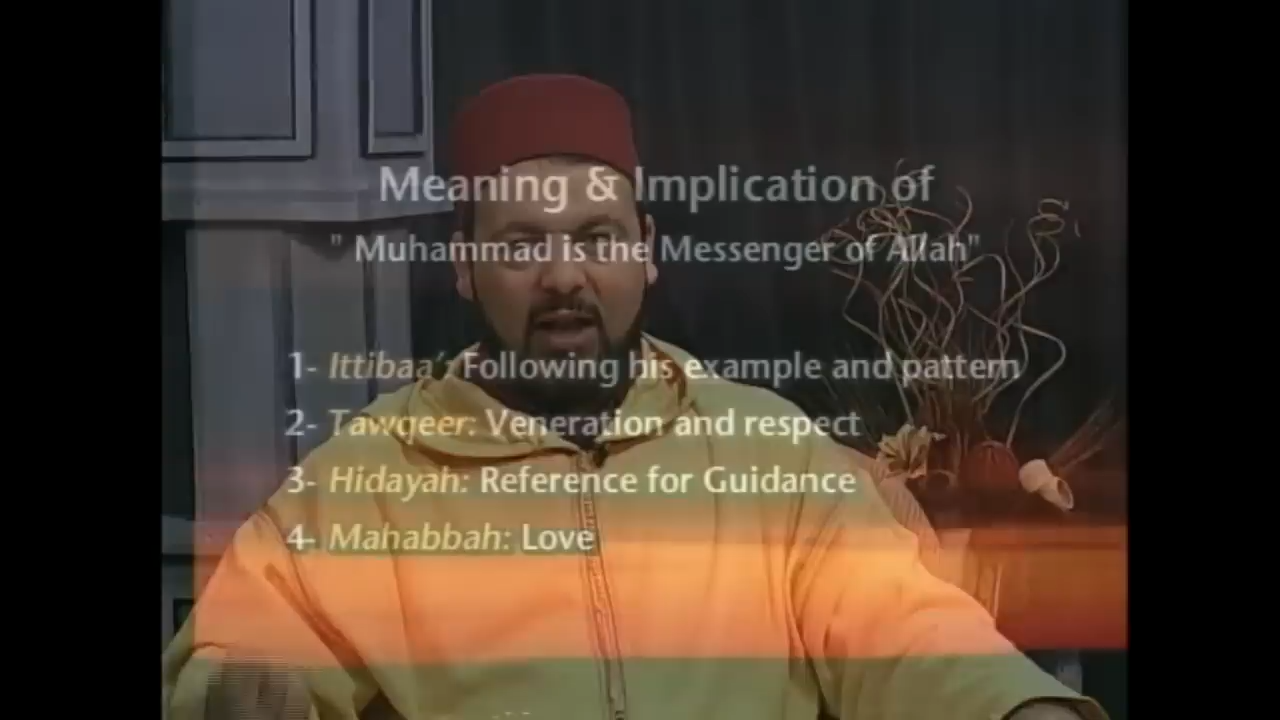 Meaning & Implication of
" Muhammad is the Messenger of Allah"
1- Ittibaa': Following his example and pattern
2- Tawqeer: Veneration and respect
3- Hidayah: Reference for Guidance
4- Mahabbah: Love